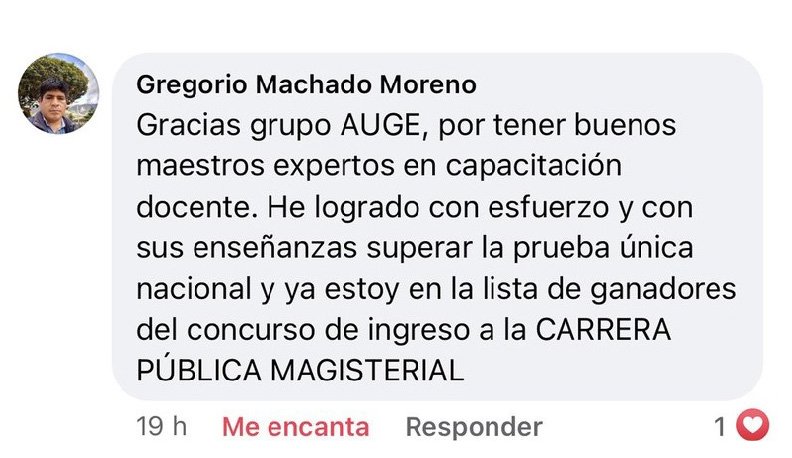 Gregorio Machado Moreno
Gracias grupo AUGE, por tener buenos
maestros expertos en capacitación
docente. He logrado con esfuerzo y con
sus enseñanzas superar la prueba única
nacional y ya estoy en la lista de ganadores
del concurso de ingreso a la CARRERA
PÚBLICA MAGISTERIAL
19 h Me encanta Responder 1